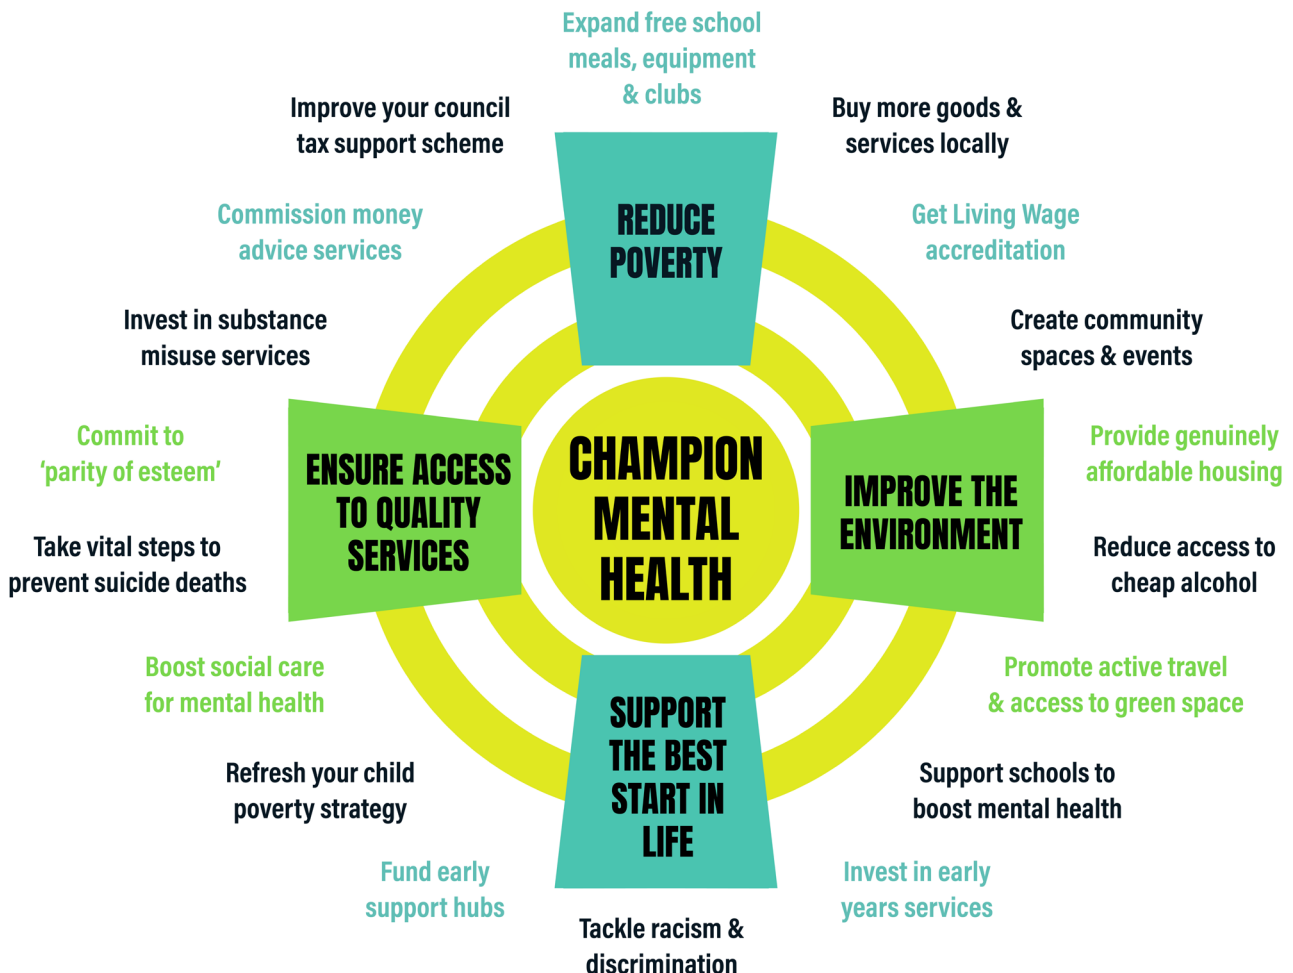 Expand free school
meals, equipment
& clubs
Improve your council
tax support scheme
Buy more goods &
services locally
Commission money
advice services
REDUCE
POVERTY
Get Living Wage
accreditation
Invest in substance
misuse services
Create community
spaces & events
Commit to
‘parity of esteem’
ENSURE ACCESS
TO QUALITY
SERVICES
CHAMPION
MENTAL
HEALTH
IMPROVE THE
ENVIRONMENT
Provide genuinely
affordable housing
Take vital steps to
prevent suicide deaths
Reduce access to
cheap alcohol
Boost social care
for mental health
SUPPORT
THE BEST
START IN
LIFE
Promote active travel
& access to green space
Refresh your child
poverty strategy
Support schools to
boost mental health
Fund early
support hubs
Invest in early
years services
Tackle racism &
discrimination